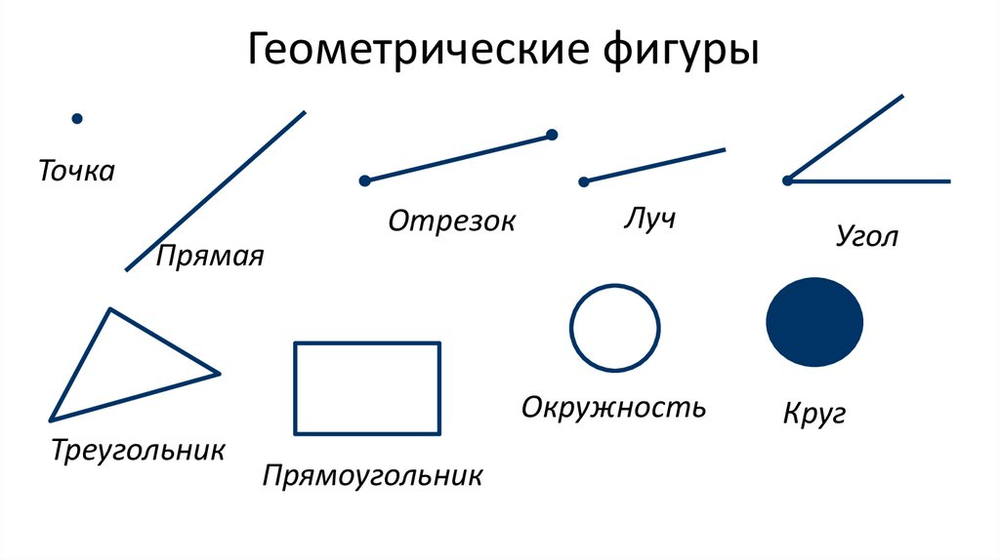 Геометрические фигуры
Точка
Прямая
Отрезок
Луч
Угол
Треугольник
Прямоугольник
Окружность
Круг